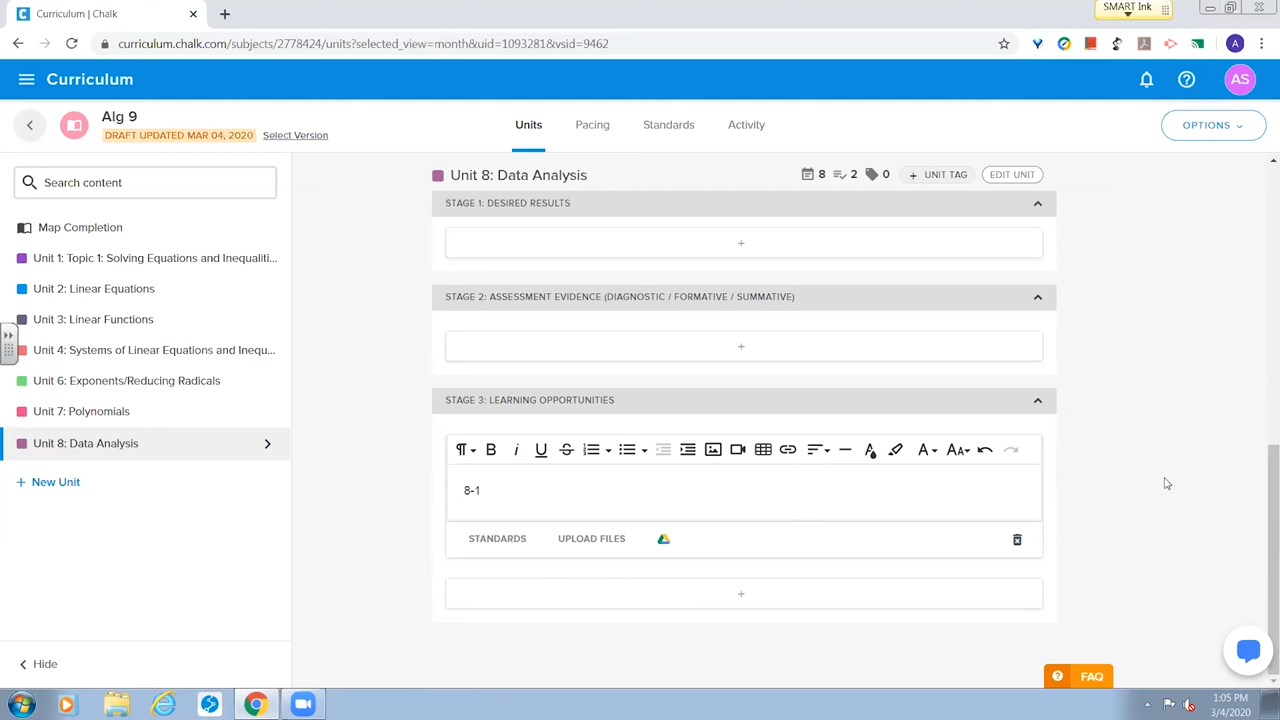 Curriculum | Chalk
SMART Ink
curriculum.chalk.com/subjects/2778424/units?selected_view=month&uid=1093281&vsid=9462
A
Curriculum
AS
Alg 9
DRAFT UPDATED MAR 04, 2020 Select Version
Units Pacing Standards Activity
OPTIONS
Search content
Map Completion
Unit 1: Topic 1: Solving Equations and Inequaliti...
Unit 2: Linear Equations
Unit 3: Linear Functions
Unit 4: Systems of Linear Equations and Inequ...
Unit 6: Exponents/Reducing Radicals
Unit 7: Polynomials
Unit 8: Data Analysis
+ New Unit
Hide
Unit 8: Data Analysis 8 2 0 + UNIT TAG EDIT UNIT
STAGE 1: DESIRED RESULTS
+
STAGE 2: ASSESSMENT EVIDENCE (DIAGNOSTIC / FORMATIVE / SUMMATIVE)
+
STAGE 3: LEARNING OPPORTUNITIES
8-1
STANDARDS UPLOAD FILES
+
FAQ
1:05 PM
3/4/2020